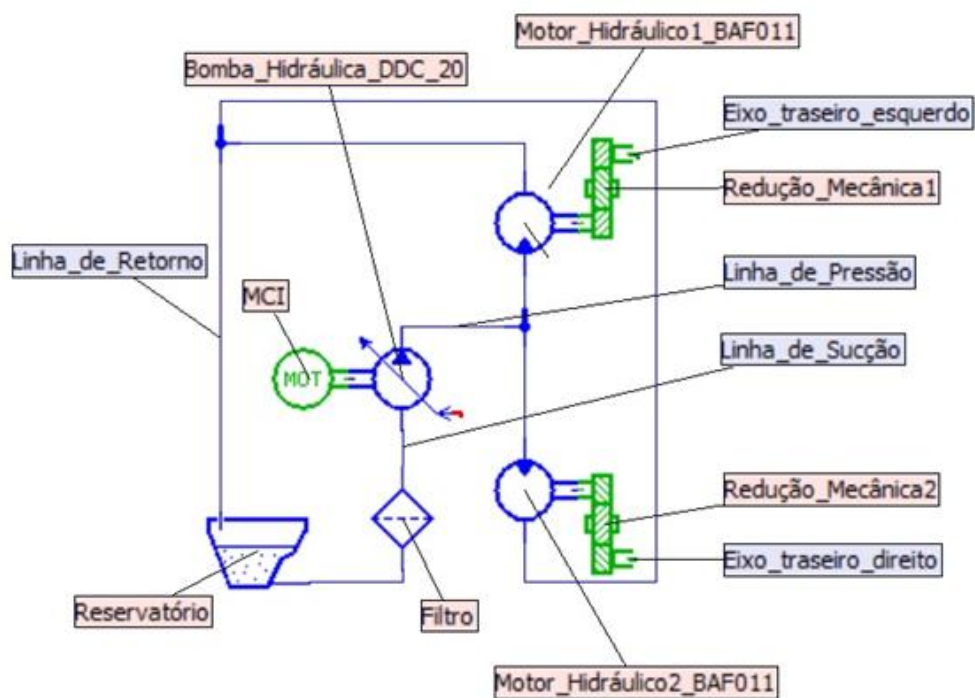 Motor_Hidráulico1_BAF011
Bomba_Hidráulica_DDC_20
Eixo_traseiro_esquerdo
Redução_Mecânica1
Linha_de_Retorno
Linha_de_Pressão
MCI
Linha_de_Sucção
MOT
Redução_Mecânica2
Eixo_traseiro_direito
Reservatório
Filtro
Motor_Hidráulico2_BAF011